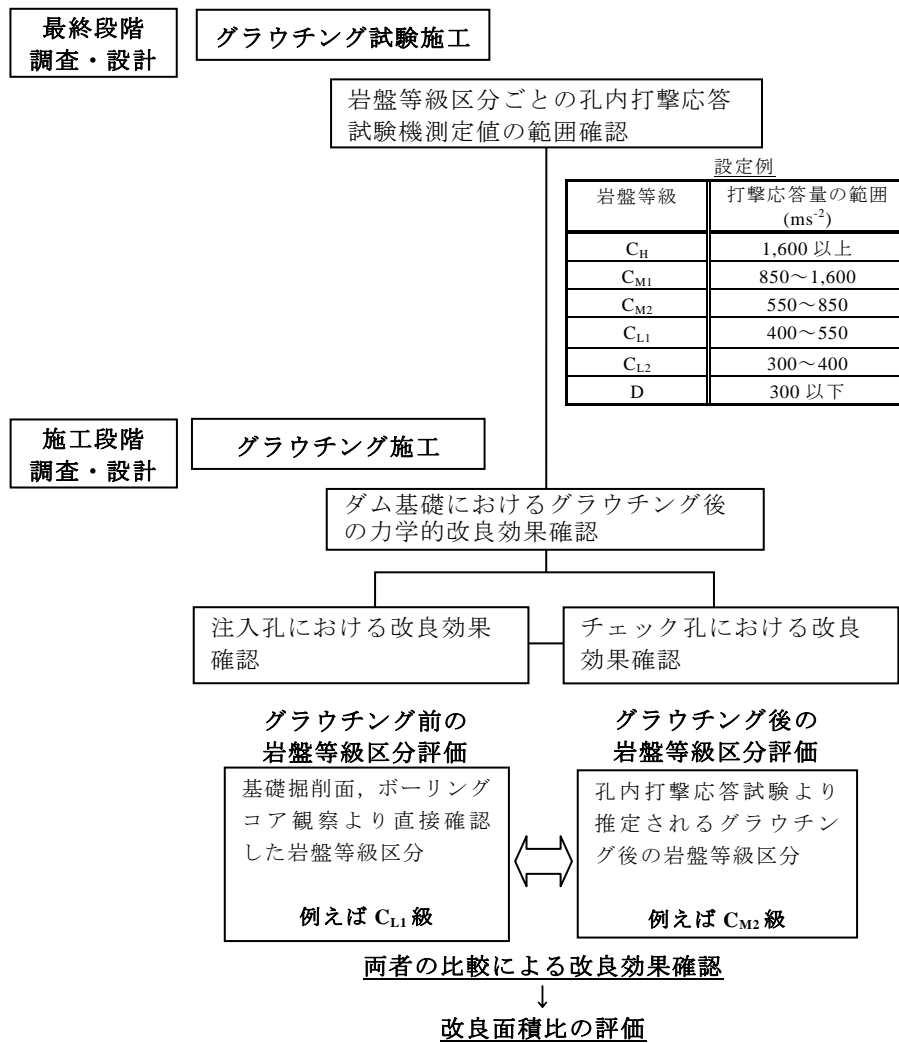 最終段階
調査・設計
グラウチング試験施工
岩盤等級区分ごとの孔内打撃応答
試験機測定値の範囲確認
設定例
岩盤等級 打撃応答量の範囲
(ms⁻²)
C_H 1,600 以上
C_M1 850～1,600
C_M2 550～850
C_L1 400～550
C_L2 300～400
D 300 以下
施工段階
調査・設計
グラウチング施工
ダム基礎におけるグラウチング後
の力学的改良効果確認
注入孔における改良効果
確認
チェック孔における改良
効果確認
グラウチング前の
岩盤等級区分評価
基礎掘削面，ボーリング
コア観察より直接確認
した岩盤等級区分
例えば C_L1 級
グラウチング後の
岩盤等級区分評価
孔内打撃応答試験より
推定されるグラウチン
グ後の岩盤等級区分
例えば C_M2 級
両者の比較による改良効果確認
↓
改良面積比の評価